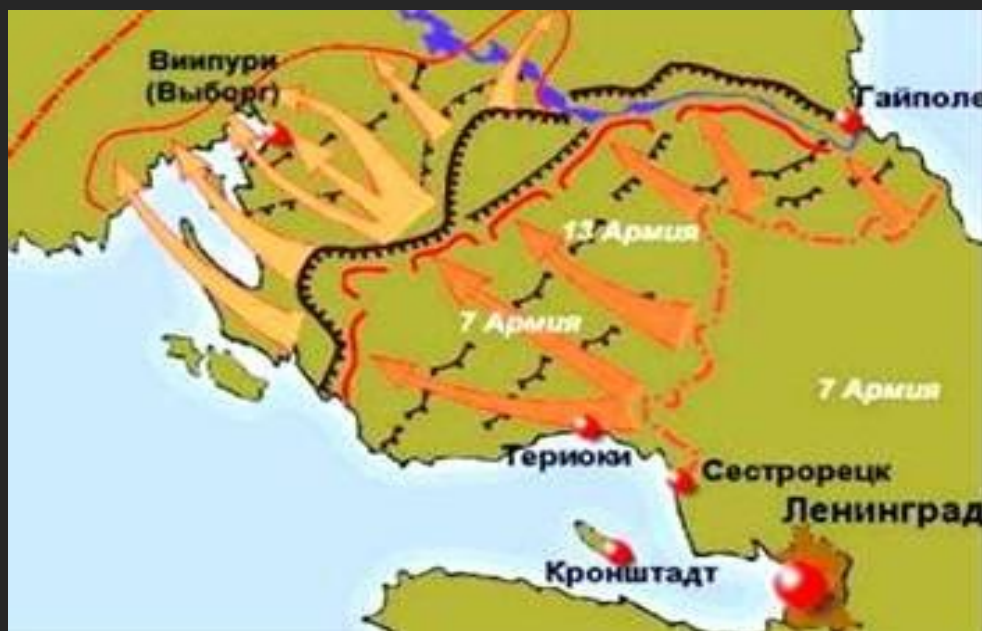 Виипури
(Выборг)
Гайполе
13 Армия
7 Армия
7 Армия
Териоки
Сестрорецк
Ленинград
Кронштадт